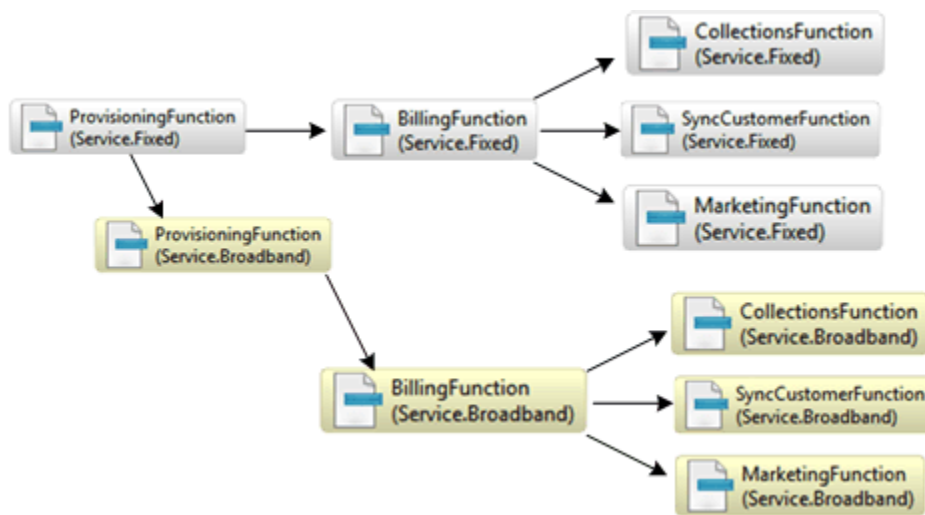 CollectionsFunction
(Service.Fixed)
ProvisioningFunction
(Service.Fixed)
BillingFunction
(Service.Fixed)
SyncCustomerFunction
(Service.Fixed)
MarketingFunction
(Service.Fixed)
ProvisioningFunction
(Service.Broadband)
CollectionsFunction
(Service.Broadband)
BillingFunction
(Service.Broadband)
SyncCustomerFunction
(Service.Broadband)
MarketingFunction
(Service.Broadband)